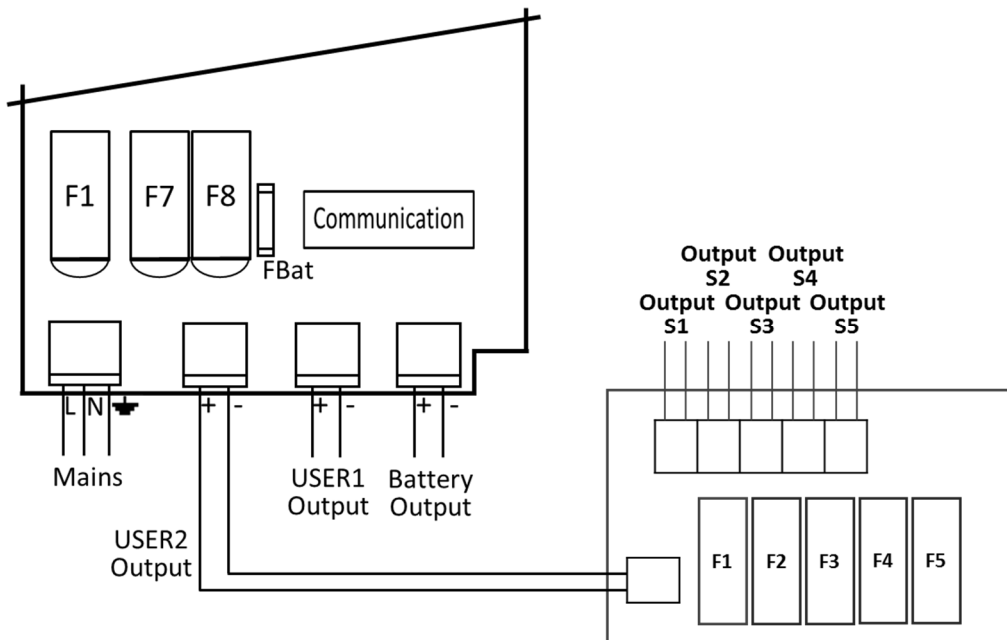 F1
F7
F8
FBat
Communication
L
N
+
-
+
-
+
-
Mains
USER1
Output
Battery
Output
USER2
Output
Output
S2
Output
S4
Output
S1
Output
S3
Output
S5
F1
F2
F3
F4
F5